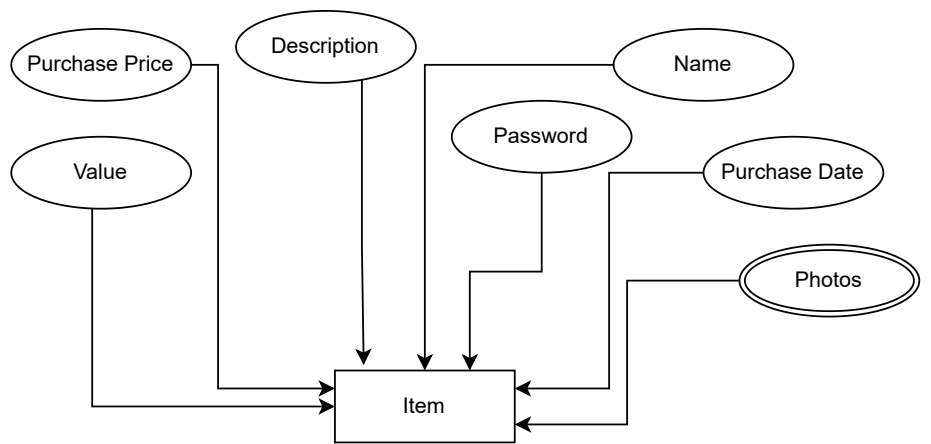 Description
Purchase Price
Name
Password
Value
Purchase Date
Photos
Item